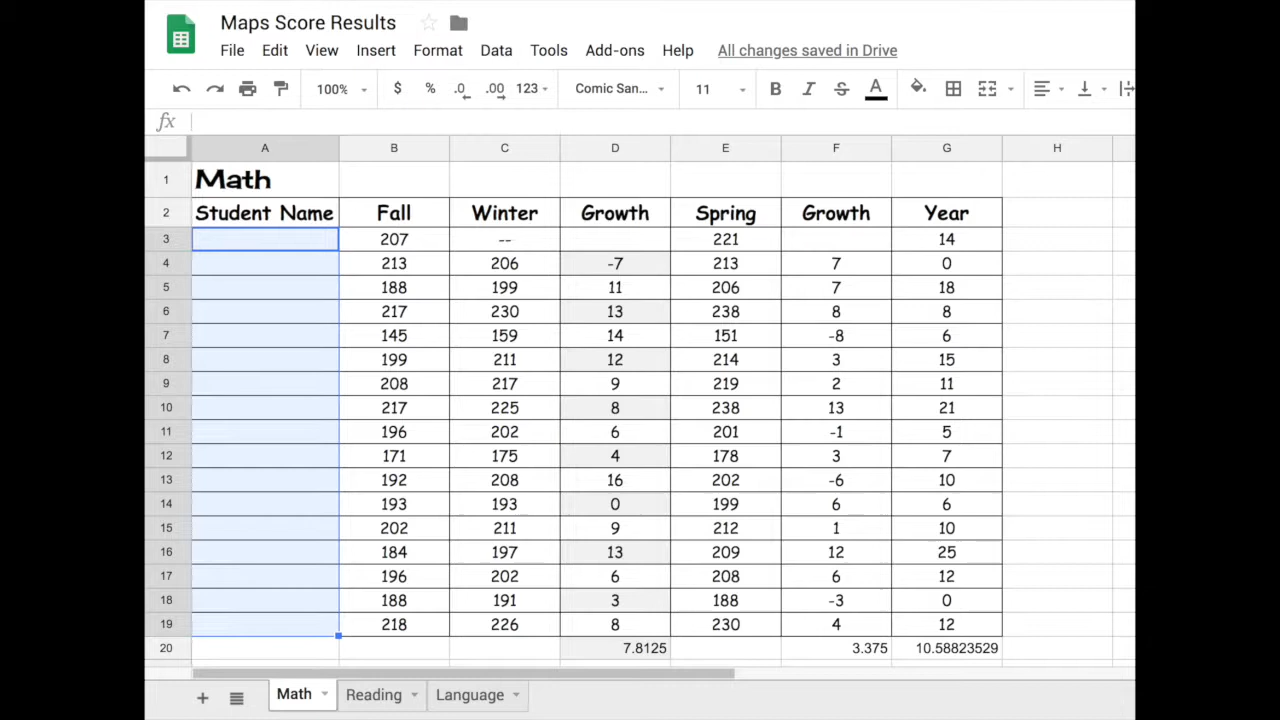 Maps Score Results
File Edit View Insert Format Data Tools Add-ons Help All changes saved in Drive
100% $ % .0 .00 123 Comic San... 11 B I S A
fx
A B C D E F G H
1 Math
2 Student Name Fall Winter Growth Spring Growth Year
3 207 -- 221 14
4 213 206 -7 213 7 0
5 188 199 11 206 7 18
6 217 230 13 238 8 8
7 145 159 14 151 -8 6
8 199 211 12 214 3 15
9 208 217 9 219 2 11
10 217 225 8 238 13 21
11 196 202 6 201 -1 5
12 171 175 4 178 3 7
13 192 208 16 202 -6 10
14 193 193 0 199 6 6
15 202 211 9 212 1 10
16 184 197 13 209 12 25
17 196 202 6 208 6 12
18 188 191 3 188 -3 0
19 218 226 8 230 4 12
20 7.8125 3.375 10.58823529
+ Math Reading Language